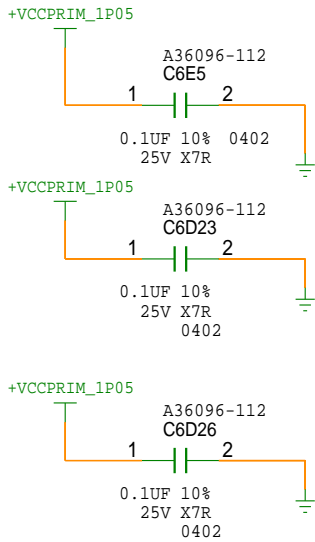 +VCCPRIM_1P05
A36096-112
C6E5
1 2
0.1UF 10% 0402
25V X7R
+VCCPRIM_1P05
A36096-112
C6D23
1 2
0.1UF 10%
25V X7R
0402
+VCCPRIM_1P05
A36096-112
C6D26
1 2
0.1UF 10%
25V X7R
0402